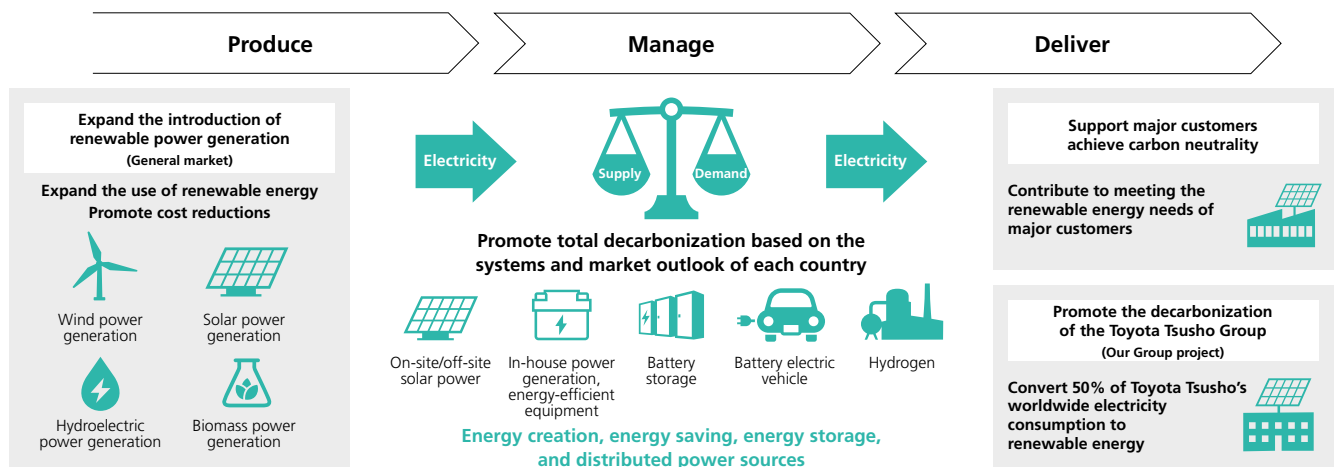 Produce
Manage
Deliver
Expand the introduction of
renewable power generation
(General market)
Expand the use of renewable energy
Promote cost reductions
Wind power
generation
Solar power
generation
Hydroelectric
power generation
Biomass power
generation
Electricity
Supply
Demand
Electricity
Promote total decarbonization based on the
systems and market outlook of each country
On-site/off-site
solar power
In-house power
generation,
energy-efficient
equipment
Battery
storage
Battery electric
vehicle
Hydrogen
Energy creation, energy saving, energy storage,
and distributed power sources
Support major customers
achieve carbon neutrality
Contribute to meeting the
renewable energy needs of
major customers
Promote the decarbonization
of the Toyota Tsusho Group
(Our Group project)
Convert 50% of Toyota Tsusho's
worldwide electricity
consumption to
renewable energy